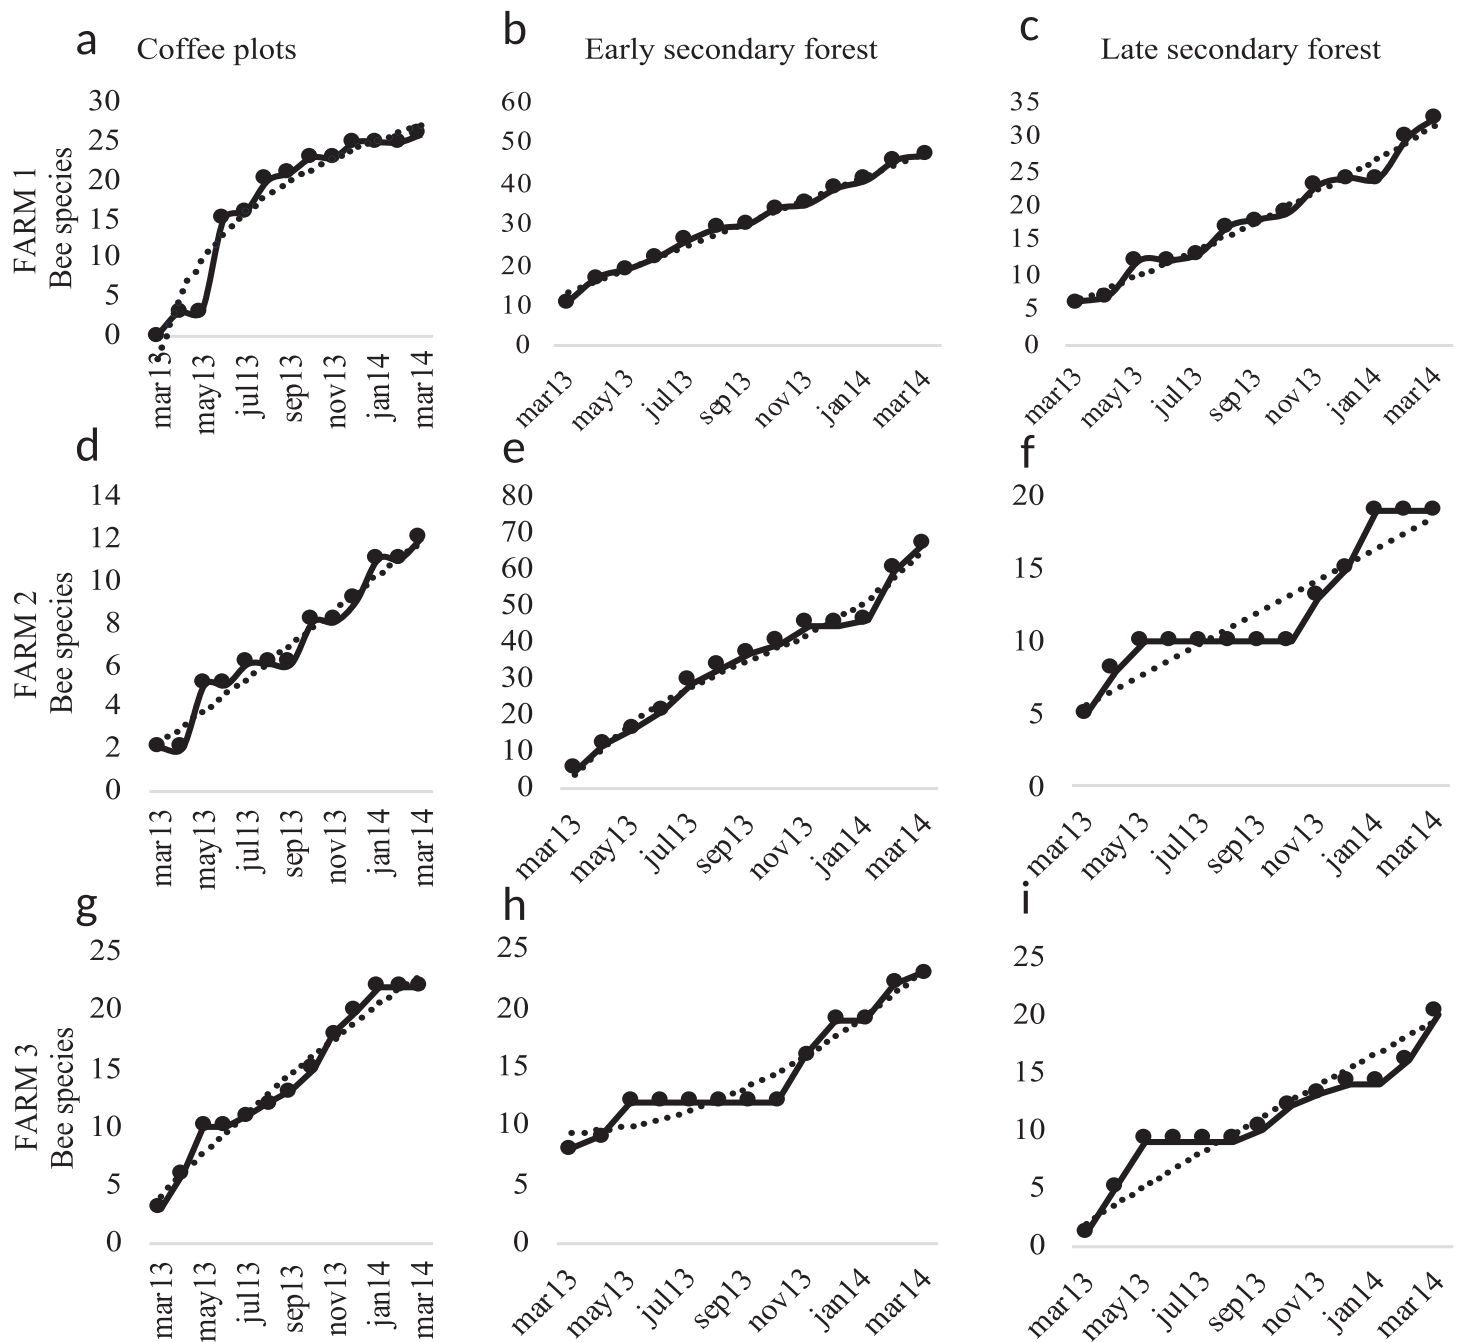 a
Coffee plots
b
Early secondary forest
c
Late secondary forest
FARM 1
Bee species
30
25
20
15
10
5
0
mar13
may13
jul13
sep13
nov13
jan14
mar14
60
50
40
30
20
10
0
mar13
may13
jul13
sep13
nov13
jan14
mar14
35
30
25
20
15
10
5
0
mar13
may13
jul13
sep13
nov13
jan14
mar14
d
e
f
FARM 2
Bee species
14
12
10
8
6
4
2
0
mar13
may13
jul13
sep13
nov13
jan14
mar14
80
70
60
50
40
30
20
10
0
mar13
may13
jul13
sep13
nov13
jan14
mar14
20
15
10
5
0
mar13
may13
jul13
sep13
nov13
jan14
mar14
g
h
i
FARM 3
Bee species
25
20
15
10
5
0
mar13
may13
jul13
sep13
nov13
jan14
mar14
25
20
15
10
5
0
mar13
may13
jul13
sep13
nov13
jan14
mar14
25
20
15
10
5
0
mar13
may13
jul13
sep13
nov13
jan14
mar14